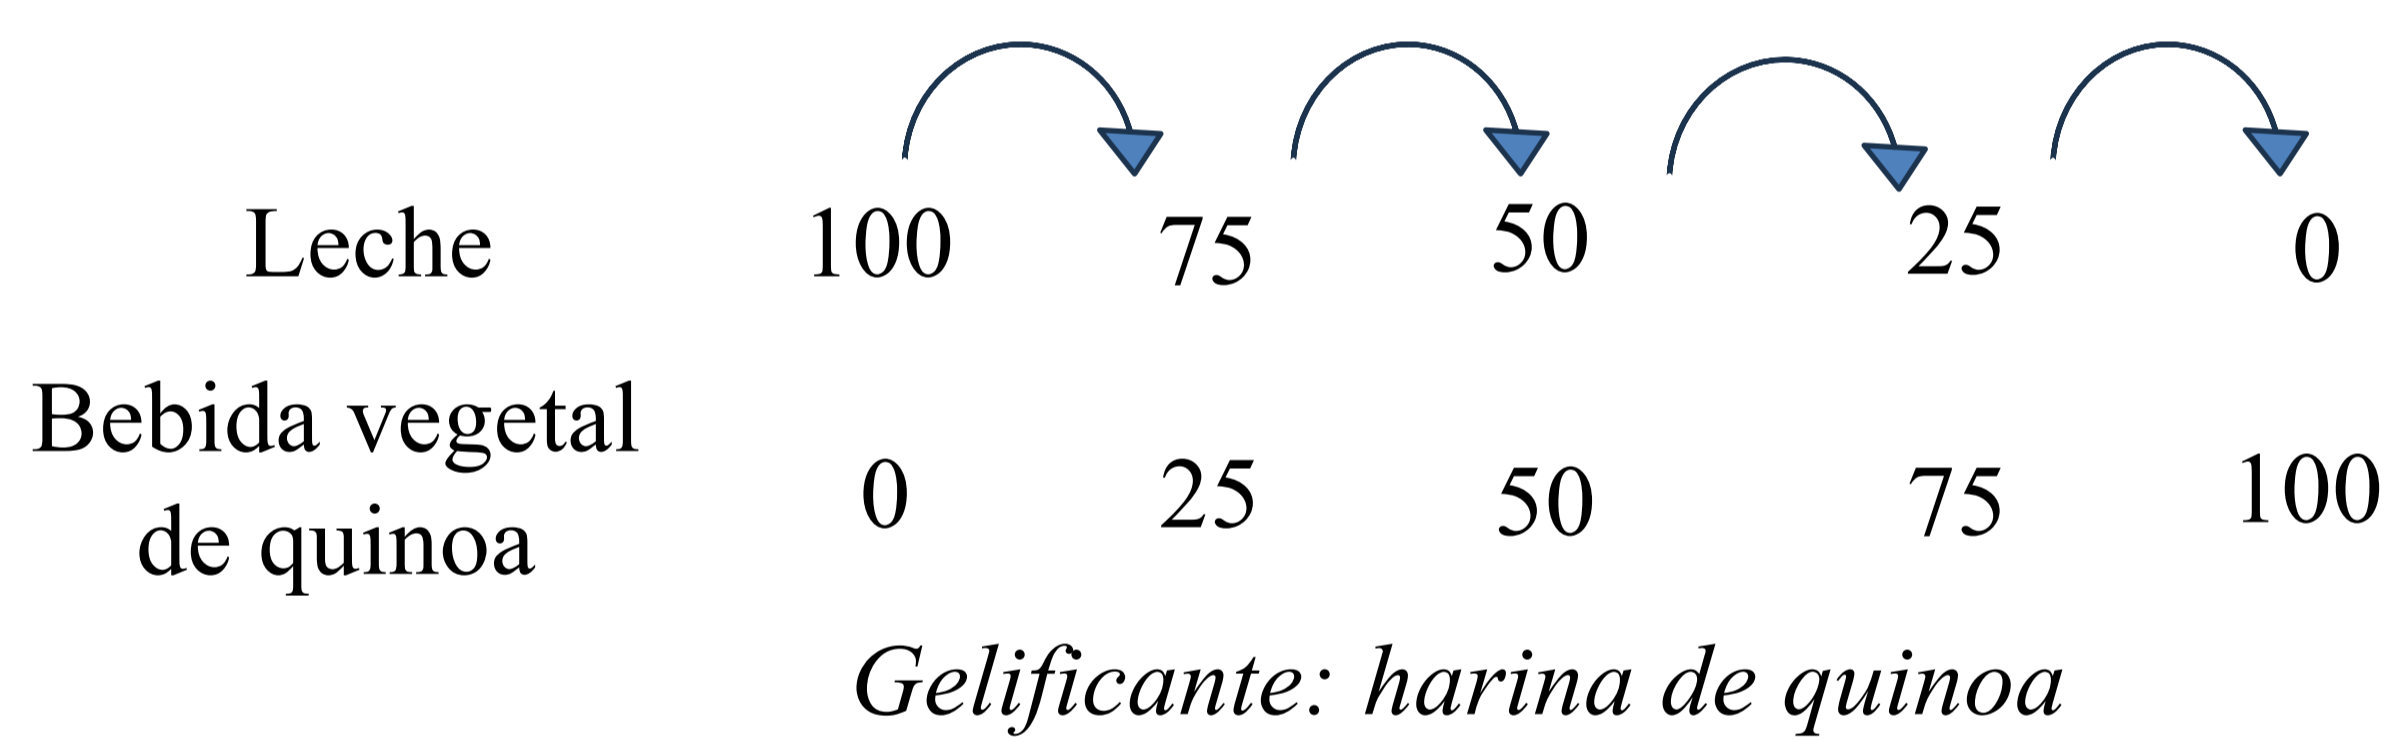 Leche 100 75 50 25 0
Bebida vegetal
de quinoa 0 25 50 75 100
Gelificante: harina de quinoa